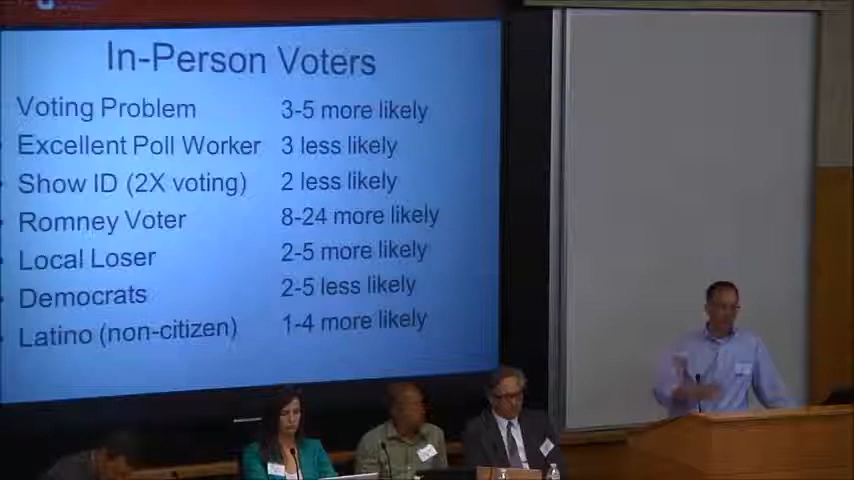 In-Person Voters
Voting Problem 3-5 more likely
Excellent Poll Worker 3 less likely
Show ID (2X voting) 2 less likely
Romney Voter 8-24 more likely
Local Loser 2-5 more likely
Democrats 2-5 less likely
Latino (non-citizen) 1-4 more likely